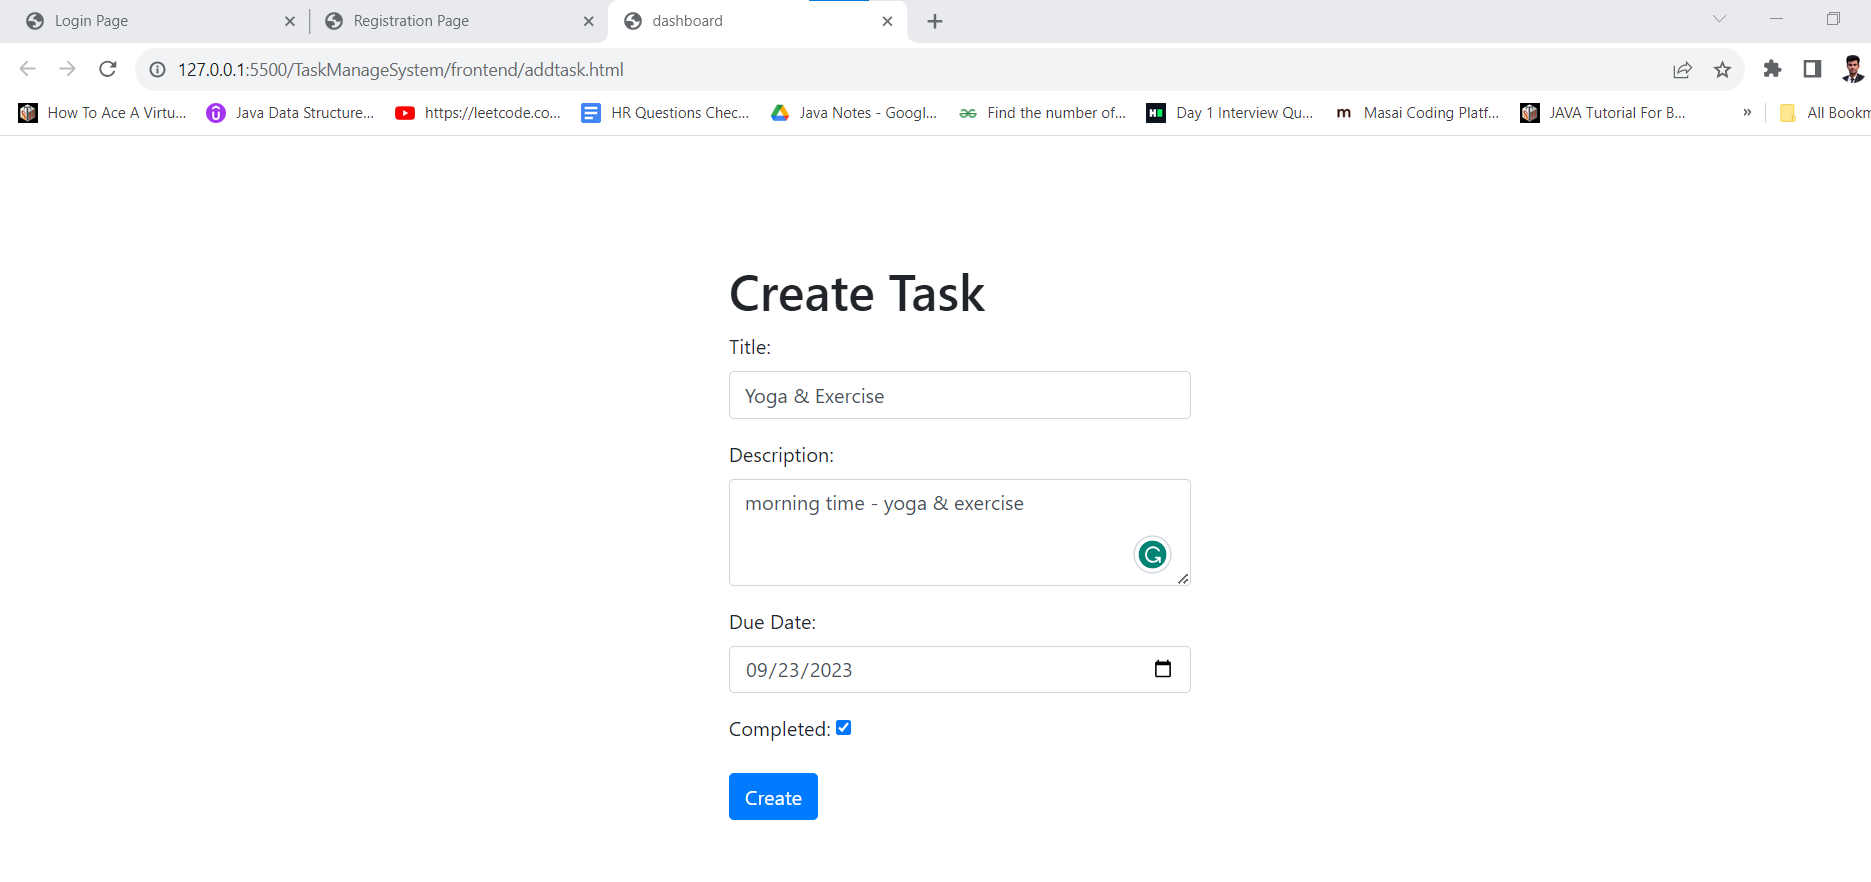 Login Page
Registration Page
dashboard
127.0.0.1:5500/TaskManageSystem/frontend/addtask.html
How To Ace A Virtu...
Java Data Structure...
https://leetcode.co...
HR Questions Chec...
Java Notes - Googl...
Find the number of...
Day 1 Interview Qu...
Masai Coding Platf...
JAVA Tutorial For B...
»
All Bookm
Create Task
Title:
Yoga & Exercise
Description:
morning time - yoga & exercise
Due Date:
09/23/2023
Completed:
Create